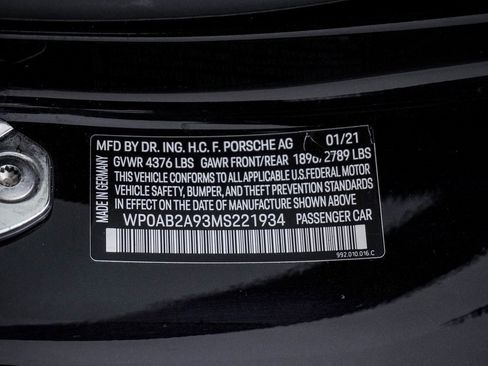 MFD BY DR. ING. H.C. F. PORSCHE AG 01/21
GVWR 4376 LBS GAWR FRONT/REAR 1896/2789 LBS
THIS VEHICLE CONFORMS TO ALL APPLICABLE U.S.FEDERAL MOTOR
VEHICLE SAFETY, BUMPER, AND THEFT PREVENTION STANDARDS
IN EFFECT ON THE DATE OF MANUFACTURE SHOWN ABOVE.
WP0AB2A93MS221934 PASSENGER CAR
MADE IN GERMANY
992.010.016.C